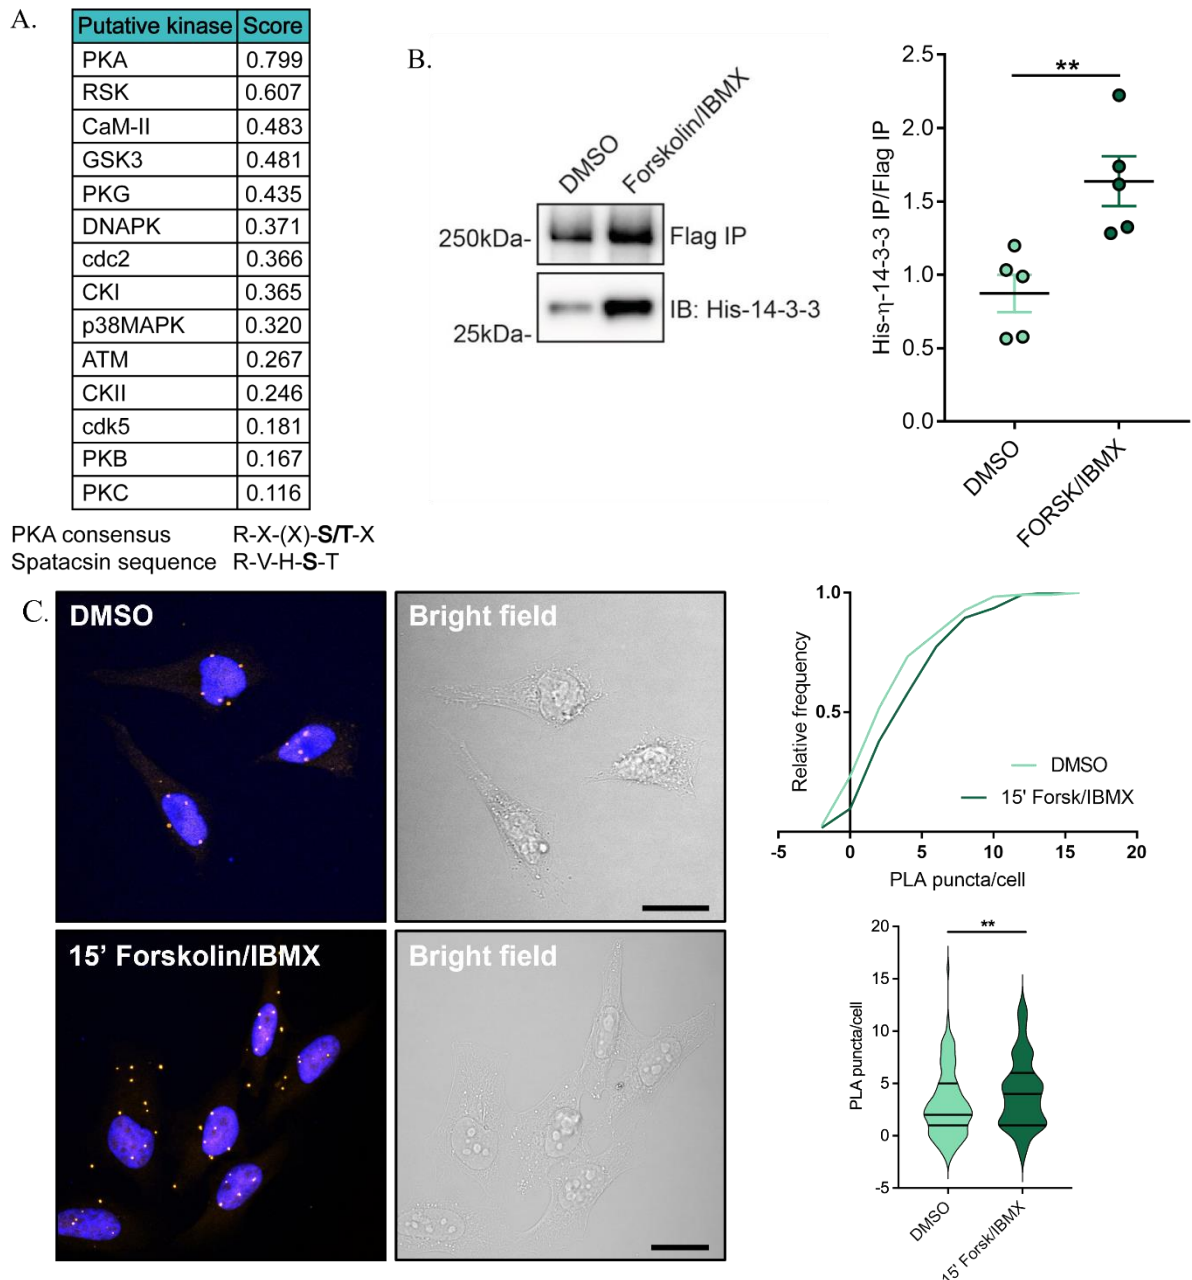 A.
Putative kinase Score
PKA 0.799
RSK 0.607
CaM-II 0.483
GSK3 0.481
PKG 0.435
DNAPK 0.371
cdc2 0.366
CKI 0.365
p38MAPK 0.320
ATM 0.267
CKII 0.246
cdk5 0.181
PKB 0.167
PKC 0.116
PKA consensus R-X-(X)-S/T-X
Spatacsin sequence R-V-H-S-T
B.
DMSO
Forskolin/IBMX
250kDa-
Flag IP
25kDa-
IB: His-14-3-3
His-η-14-3-3 IP/Flag IP
2.5
2.0
1.5
1.0
0.5
0.0
**
DMSO
FORSK/IBMX
C.
DMSO
Bright field
15’ Forskolin/IBMX
Bright field
Relative frequency
1.0
0.5
DMSO
15' Forsk/IBMX
-5 0 5 10 15 20
PLA puncta/cell
PLA puncta/cell
20
15
10
5
0
-5
**
DMSO
15' Forsk/IBMX